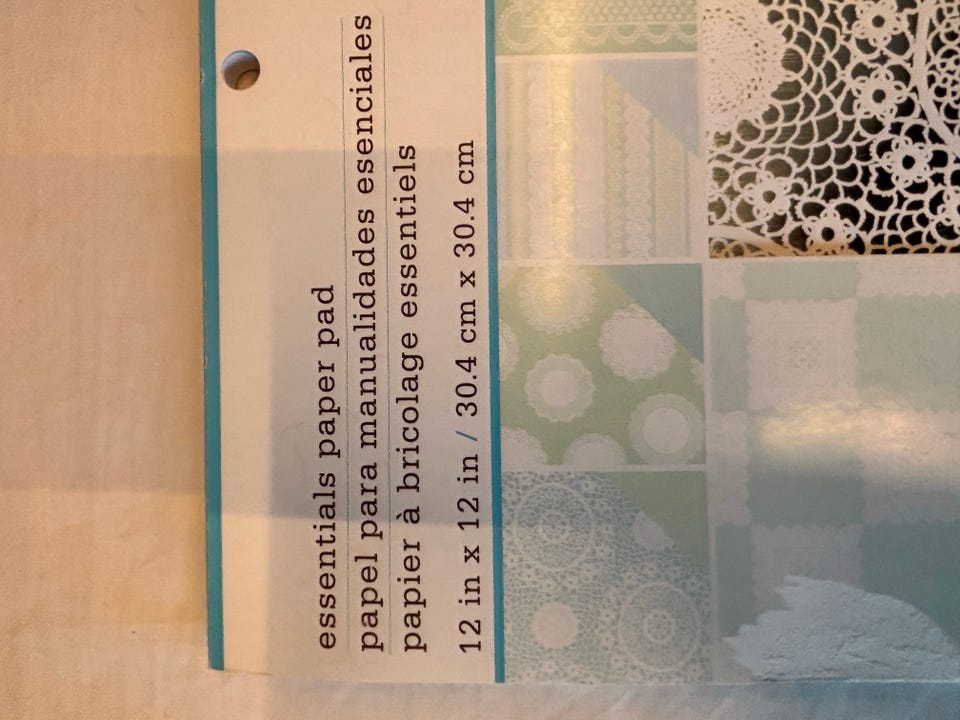 essentials paper pad
papel para manualidades esenciales
papier à bricolage essentiels
12 in x 12 in / 30.4 cm x 30.4 cm